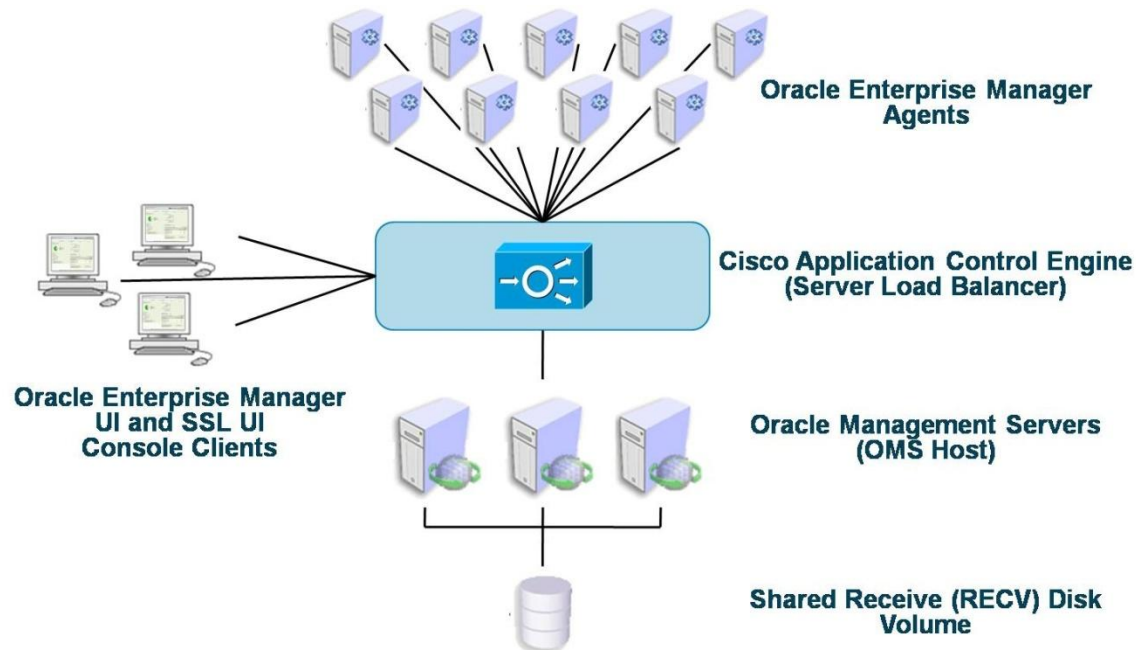 Oracle Enterprise Manager
Agents
Cisco Application Control Engine
(Server Load Balancer)
Oracle Enterprise Manager
UI and SSL UI
Console Clients
Oracle Management Servers
(OMS Host)
Shared Receive (RECV) Disk
Volume